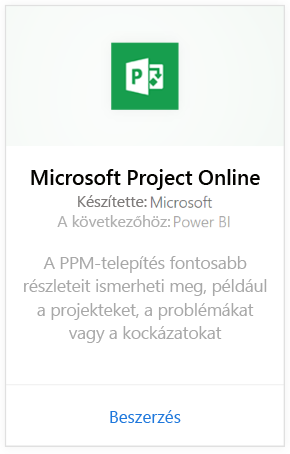 P
Microsoft Project Online
Készítette: Microsoft
A következőhöz: Power BI
A PPM-telepítés fontosabb
részleteit ismerheti meg, például
a projekteket, a problémákat
vagy a kockázatokat
Beszerzés